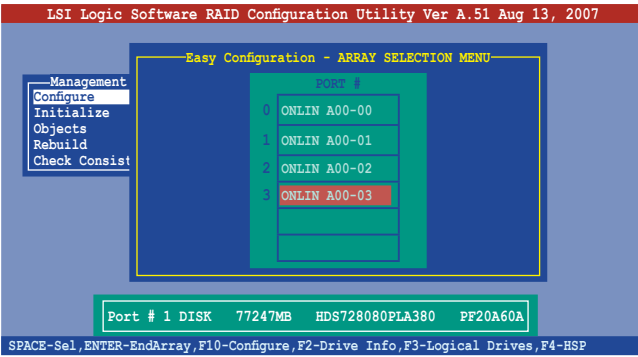 LSI Logic Software RAID Configuration Utility Ver A.51 Aug 13, 2007
Easy Configuration - ARRAY SELECTION MENU
Management
Configure
Initialize
Objects
Rebuild
Check Consist
PORT #
0 ONLIN A00-00
1 ONLIN A00-01
2 ONLIN A00-02
3 ONLIN A00-03
Port # 1 DISK 77247MB HDS728080PLA380 PF20A60A
SPACE-Sel,ENTER-EndArray,F10-Configure,F2-Drive Info,F3-Logical Drives,F4-HSP